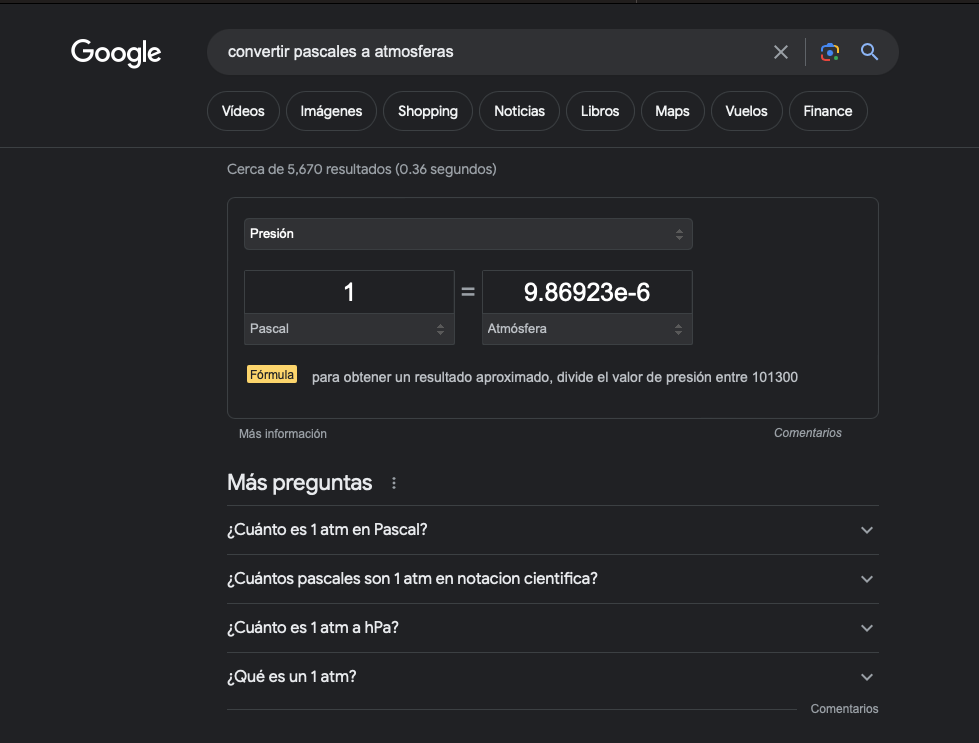 Google
convertir pascales a atmosferas
Vídeos Imágenes Shopping Noticias Libros Maps Vuelos Finance
Cerca de 5,670 resultados (0.36 segundos)
Presión
1 = 9.86923e-6
Pascal Atmósfera
Fórmula para obtener un resultado aproximado, divide el valor de presión entre 101300
Más información Comentarios
Más preguntas
¿Cuánto es 1 atm en Pascal?
¿Cuántos pascales son 1 atm en notacion cientifica?
¿Cuánto es 1 atm a hPa?
¿Qué es un 1 atm?
Comentarios